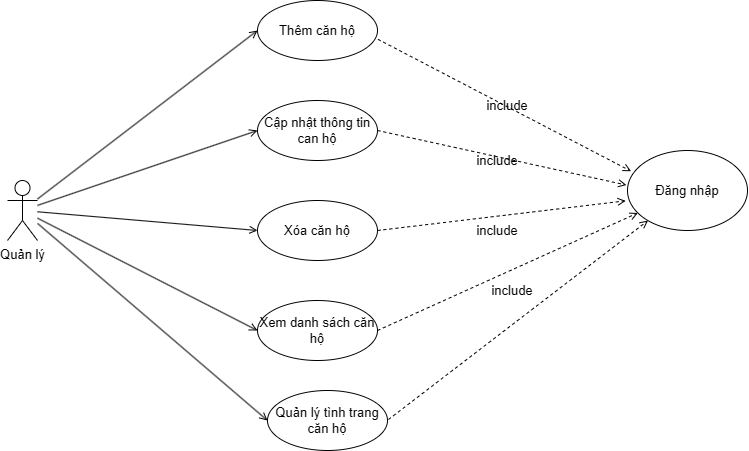 Thêm căn hộ
include
Cập nhật thông tin
can hộ
include
Đăng nhập
Quản lý
Xóa căn hộ
include
include
Xem danh sách căn
hộ
Quản lý tình trang
căn hộ